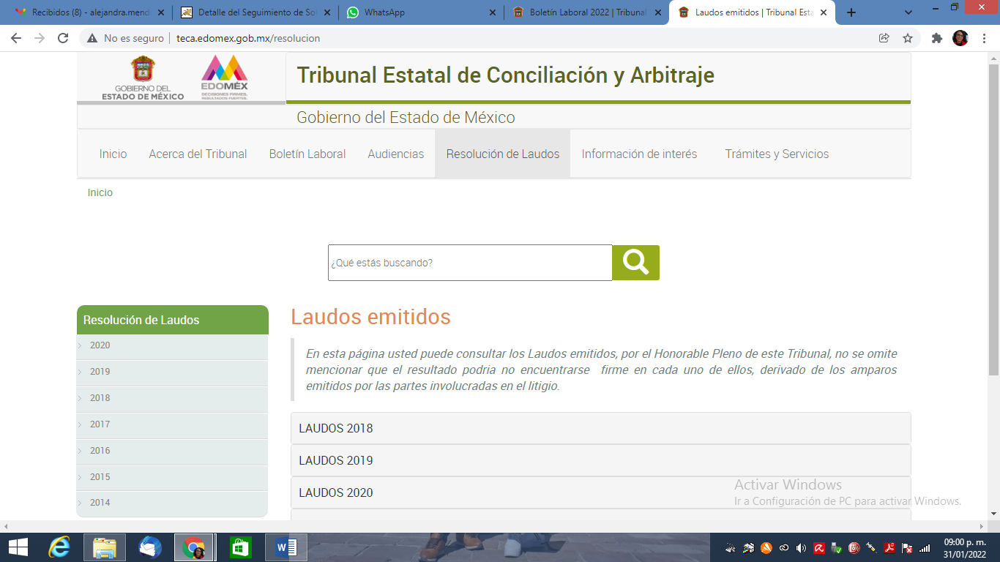 Recibidos (8) - alejandra.mend
Detalle del Seguimiento de Sol
WhatsApp
Boletín Laboral 2022 | Tribunal
Laudos emitidos | Tribunal Esta
No es seguro
teca.edomex.gob.mx/resolucion
GOBIERNO DEL
ESTADO DE MÉXICO
EDOMÉX
DECISIONES FIRMES, RESULTADOS FUERTES.
Tribunal Estatal de Conciliación y Arbitraje
Gobierno del Estado de México
Inicio Acerca del Tribunal Boletín Laboral Audiencias Resolución de Laudos Información de interés Trámites y Servicios
Inicio
¿Qué estás buscando?
Resolución de Laudos
2020
2019
2018
2017
2016
2015
2014
Laudos emitidos
En esta página usted puede consultar los Laudos emitidos, por el Honorable Pleno de este Tribunal, no se omite
mencionar que el resultado podria no encuentrarse firme en cada uno de ellos, derivado de los amparos
emitidos por las partes involucradas en el litigio.
LAUDOS 2018
LAUDOS 2019
LAUDOS 2020
Activar Windows
Ir a Configuración de PC para activar Windows.
09:00 p. m.
31/01/2022